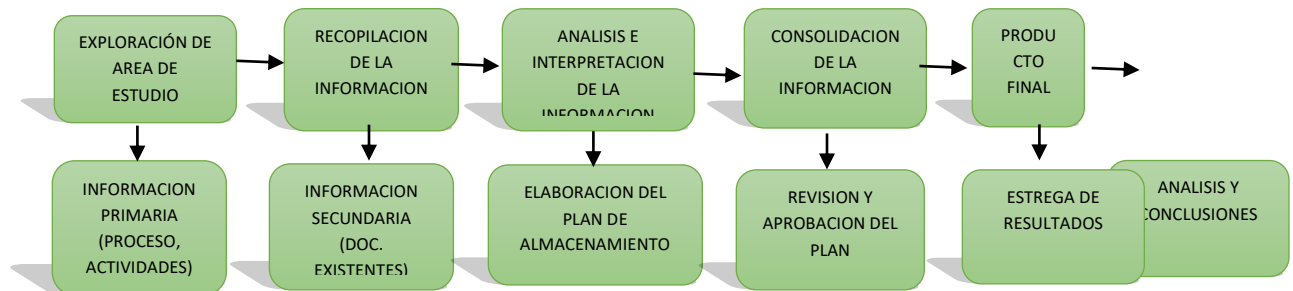 EXPLORACIÓN DE
AREA DE
ESTUDIO
RECOPILACION
DE LA
INFORMACION
ANALISIS E
INTERPRETACION
DE LA
INFORMACION
CONSOLIDACION
DE LA
INFORMACION
PRODU
CTO
FINAL
INFORMACION
PRIMARIA
(PROCESO,
ACTIVIDADES)
INFORMACION
SECUNDARIA
(DOC.
EXISTENTES)
ELABORACION DEL
PLAN DE
ALMACENAMIENTO
REVISION Y
APROBACION DEL
PLAN
ESTREGA DE
RESULTADOS
ANALISIS Y
CONCLUSIONES